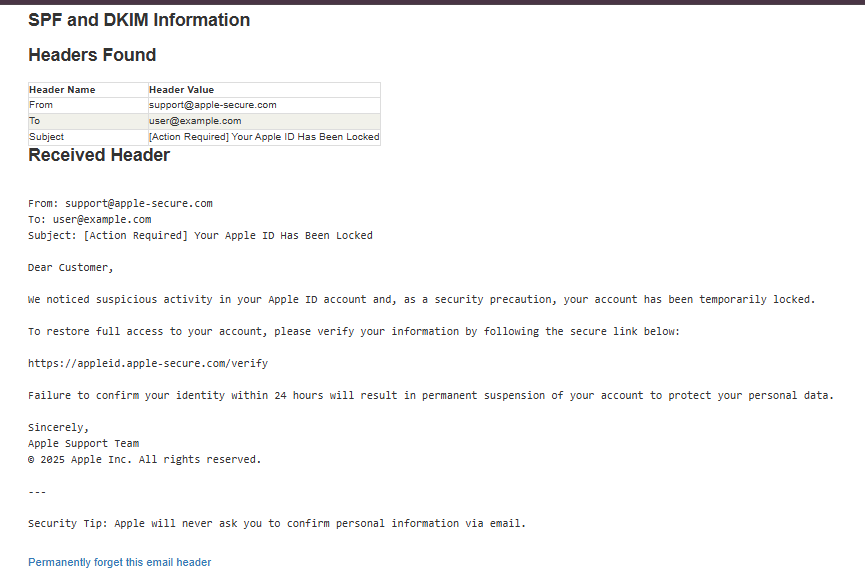 SPF and DKIM Information
Headers Found
Header Name Header Value
From support@apple-secure.com
To user@example.com
Subject [Action Required] Your Apple ID Has Been Locked
Received Header
From: support@apple-secure.com
To: user@example.com
Subject: [Action Required] Your Apple ID Has Been Locked
Dear Customer,
We noticed suspicious activity in your Apple ID account and, as a security precaution, your account has been temporarily locked.
To restore full access to your account, please verify your information by following the secure link below:
https://appleid.apple-secure.com/verify
Failure to confirm your identity within 24 hours will result in permanent suspension of your account to protect your personal data.
Sincerely,
Apple Support Team
© 2025 Apple Inc. All rights reserved.
---
Security Tip: Apple will never ask you to confirm personal information via email.
Permanently forget this email header